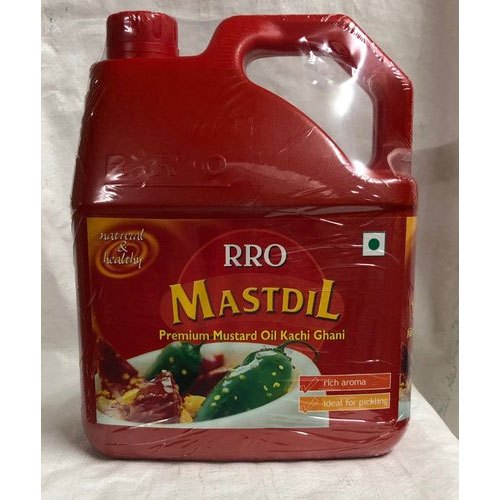 natural
&
healthy
RRO
MASTDIL
Premium Mustard Oil Kachi Ghani
rich aroma
ideal for pickling